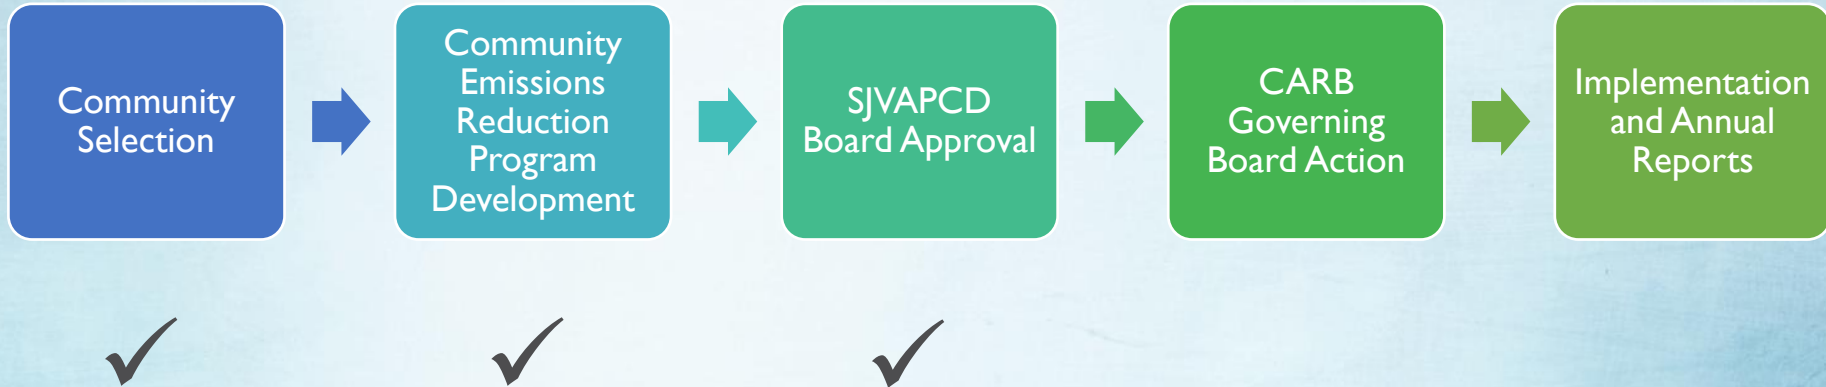 Community
Selection
Community
Emissions
Reduction
Program
Development
SJVAPCD
Board Approval
CARB
Governing
Board Action
Implementation
and Annual
Reports